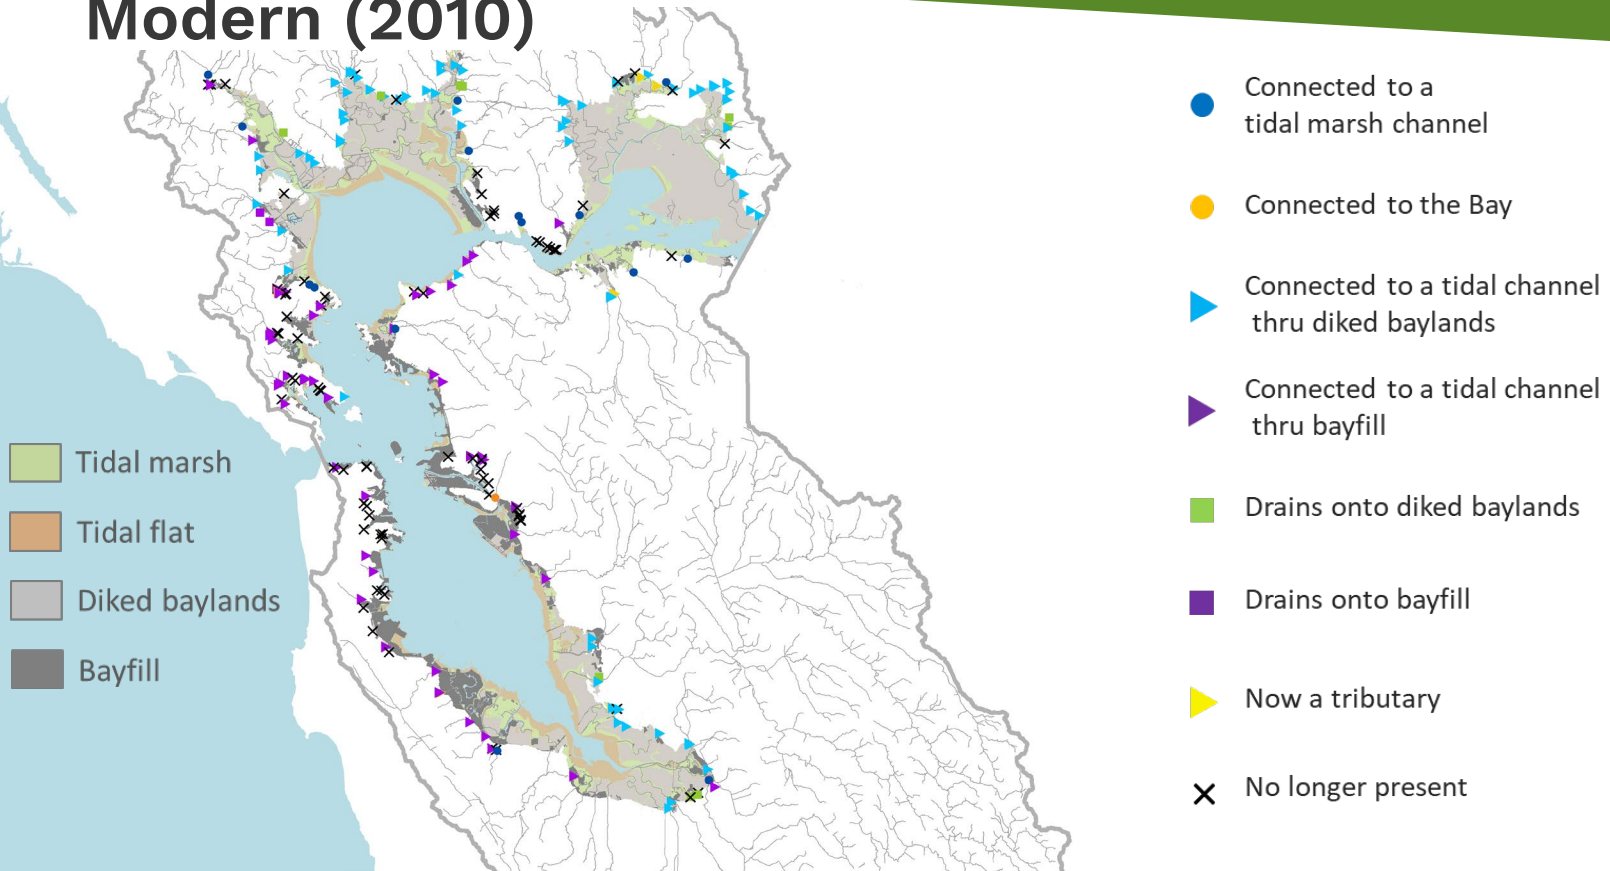 Modern (2010)
Connected to a
tidal marsh channel
Connected to the Bay
Connected to a tidal channel
thru diked baylands
Connected to a tidal channel
thru bayfill
Drains onto diked baylands
Drains onto bayfill
Now a tributary
No longer present
Tidal marsh
Tidal flat
Diked baylands
Bayfill